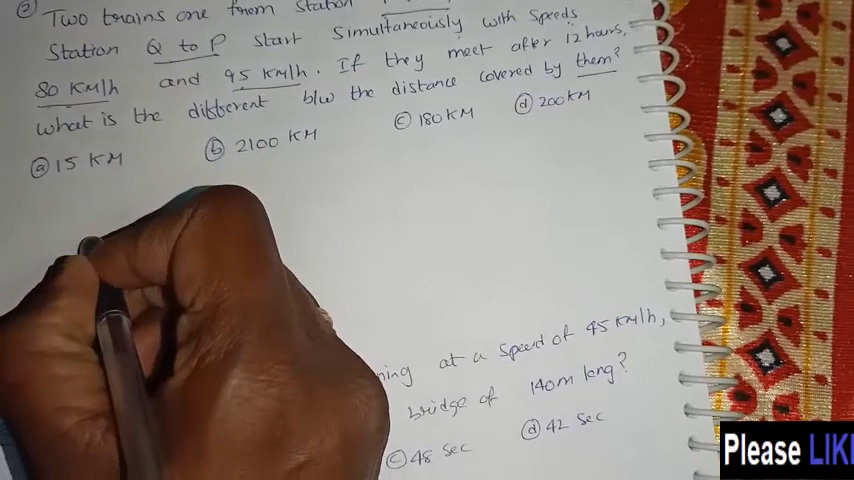 ② Two trains one from Station
Station Q to P start Simultaneously with Speeds
80 KM/h and 95 KM/h. If they meet after 12 hours.
what is the different b/w the distance covered by them?
ⓐ 15 KM ⓑ 2100 KM ⓒ 180 KM ⓓ 200 KM
ning at a Speed of 45 KM/h,
bridge of 140m long?
ⓒ 48 Sec ⓓ 42 Sec
Please LIKE